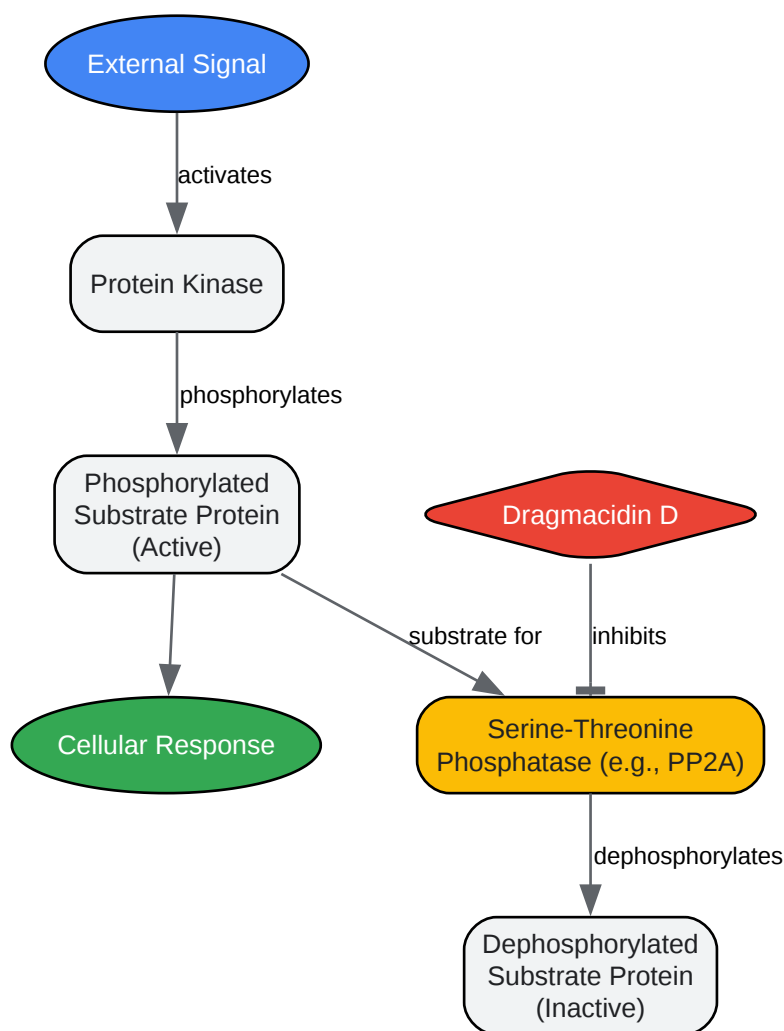 External Signal
activates
Protein Kinase
phosphorylates
Phosphorylated
Substrate Protein
(Active)
Dragmacidin D
substrate for
inhibits
Cellular Response
Serine-Threonine
Phosphatase (e.g., PP2A)
dephosphorylates
Dephosphorylated
Substrate Protein
(Inactive)